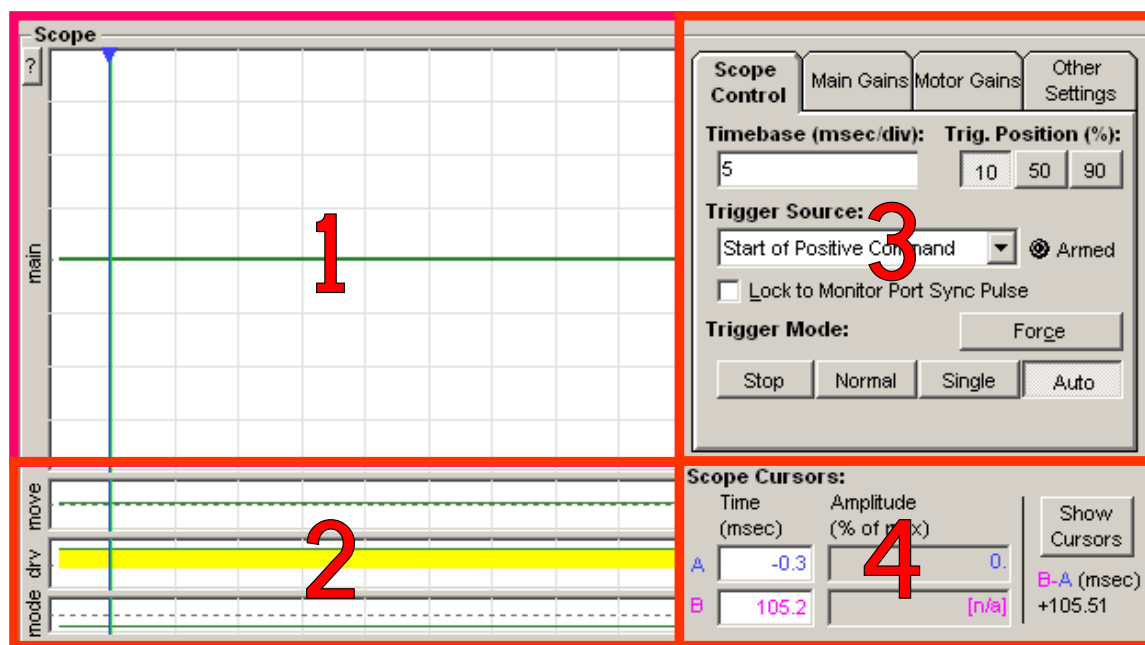 Scope
?
main
1
Scope Control
Main Gains
Motor Gains
Other Settings
Timebase (msec/div):
Trig. Position (%):
5
10 50 90
Trigger Source:
3
Start of Positive Command
Armed
Lock to Monitor Port Sync Pulse
Trigger Mode:
Force
Stop Normal Single Auto
move
drv
mode
2
Scope Cursors:
Time (msec)
Amplitude (% of max)
4
Show Cursors
A -0.3 0.
B 105.2 [n/a]
B-A (msec)
+105.51